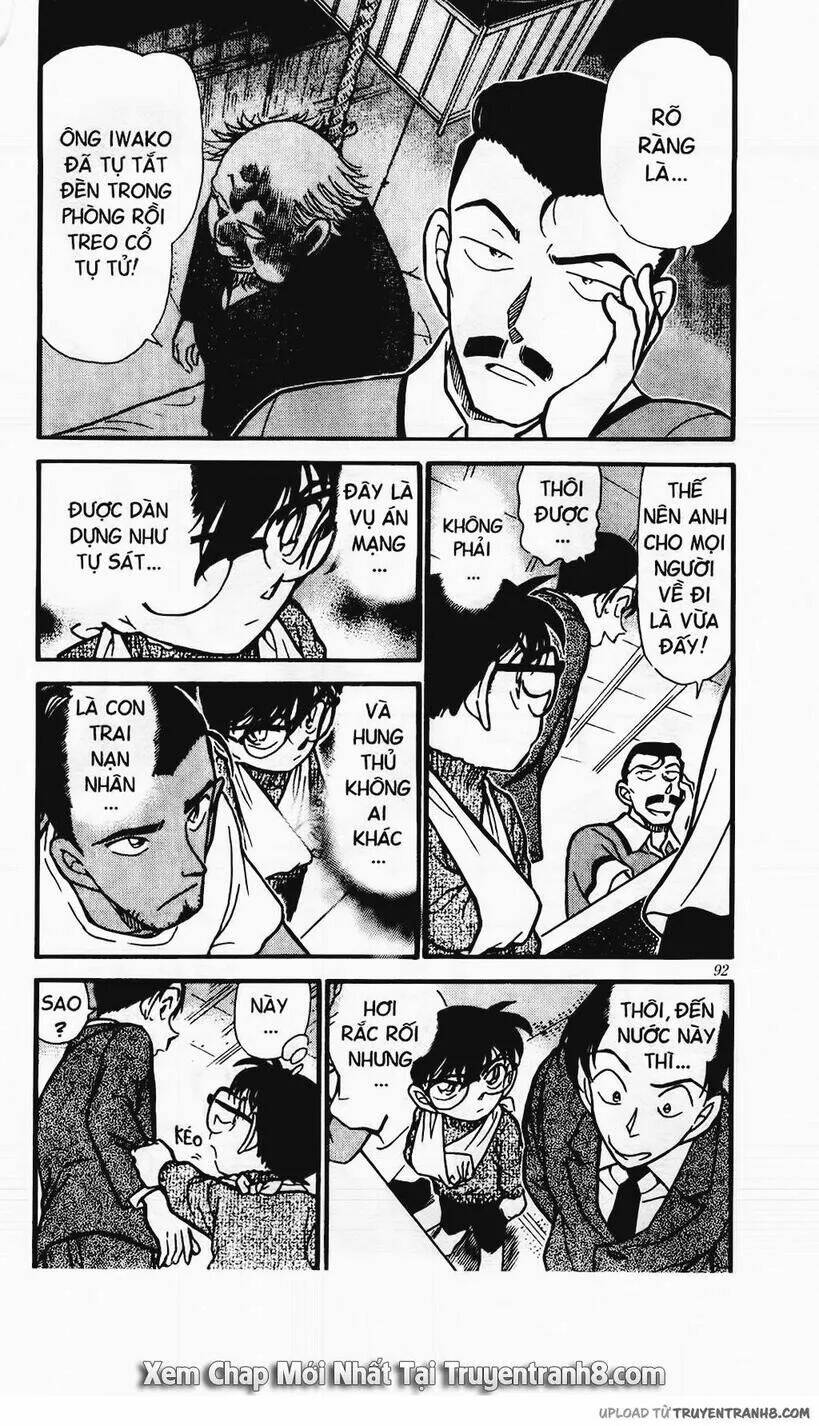 RÕ
RÀNG
LÀ...
ÔNG IWAKO
ĐÃ TỰ TẮT
ĐÈN TRONG
PHÒNG RỒI
TREO CỔ
TỰ TỬ!
THẾ
NÊN ANH
CHO MỌI
NGƯỜI
VỀ ĐI
LÀ VỪA
ĐẤY!
THÔI
ĐƯỢC
...
KHÔNG
PHẢI
...
ĐÂY LÀ
VỤ ÁN
MẠNG
...
ĐƯỢC DÀN
DỰNG NHƯ
TỰ SÁT...
VÀ
HUNG
THỦ
KHÔNG
AI
KHÁC
...
LÀ CON
TRAI
NẠN
NHÂN
...
92
THÔI, ĐẾN
NƯỚC NÀY
THÌ...
HƠI
RẮC RỐI
NHƯNG
...
NÀY
...
SAO
?
KÉO
Xem Chap Mới Nhất Tại Truyentranh8.com
UPLOAD TỪ TRUYENTRANH8.COM